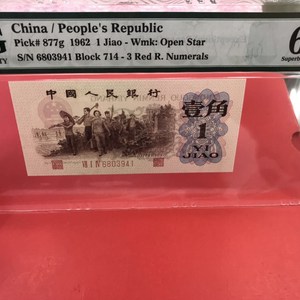 China / People's Republic
Pick# 877g 1962 1 Jiao - Wmk: Open Star
S/N 6803941 Block 714 - 3 Red R. Numerals
中国人民银行
壹角
1
YI
JIAO
6803941